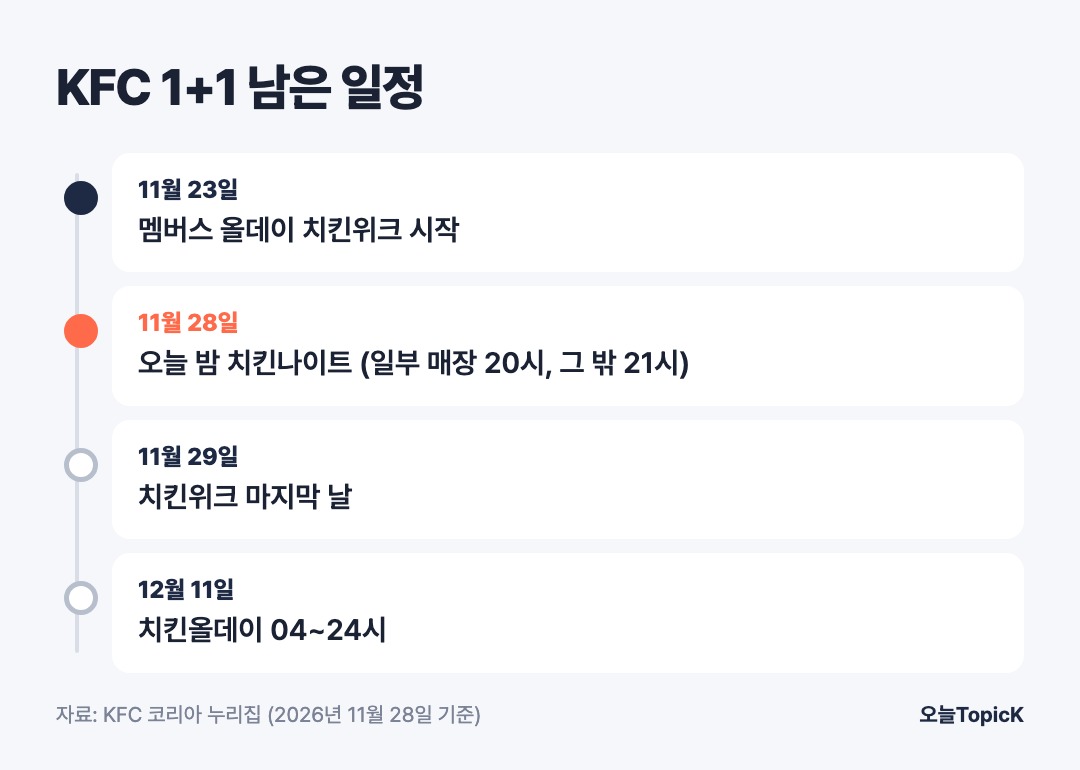 KFC 1+1 남은 일정
11월 23일
멤버스 올데이 치킨위크 시작
11월 28일
오늘 밤 치킨나이트 (일부 매장 20시, 그 밖 21시)
11월 29일
치킨위크 마지막 날
12월 11일
치킨올데이 04~24시
자료: KFC 코리아 누리집 (2026년 11월 28일 기준)
오늘TopicK